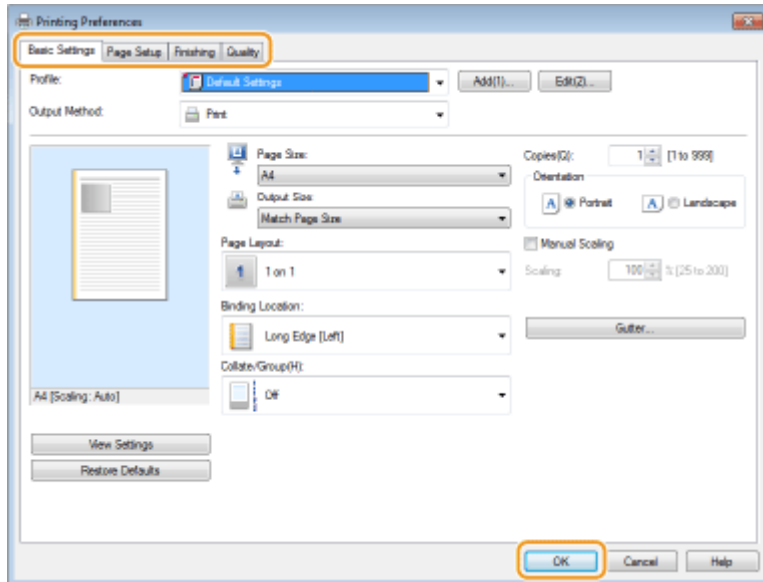 Printing Preferences
Basic Settings Page Setup Finishing Quality
Profile: Default Settings Add(1)... Edit(2)...
Output Method: Print
Page Size: Copies(Q): 1 [1 to 999]
A4 Orientation
Output Size: A Portrait A Landscape
Match Page Size
Page Layout: Manual Scaling
1 1 on 1 Scaling: 100 % [25 to 200]
Binding Location:
Long Edge [Left] Gutter...
Collate/Group(H):
Off
A4 [Scaling: Auto]
View Settings
Restore Defaults
OK Cancel Help